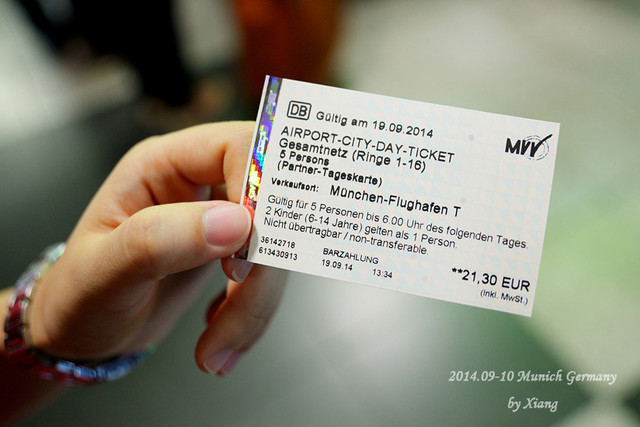 DB Gültig am 19.09.2014
MVV
AIRPORT-CITY-DAY-TICKET
Gesamtnetz (Ringe 1-16)
5 Persons
(Partner-Tageskarte)
Verkaufsort: München-Flughafen T
Gültig für 5 Personen bis 6.00 Uhr des folgenden Tages.
2 Kinder (6-14 Jahre) gelten als 1 Person.
Nicht übertragbar / non-transferable.
36142718 BARZAHLUNG
613430913 19.09.14 13:34
**21,30 EUR
(inkl. MwSt.)
2014.09-10 Munich Germany
by Xiang